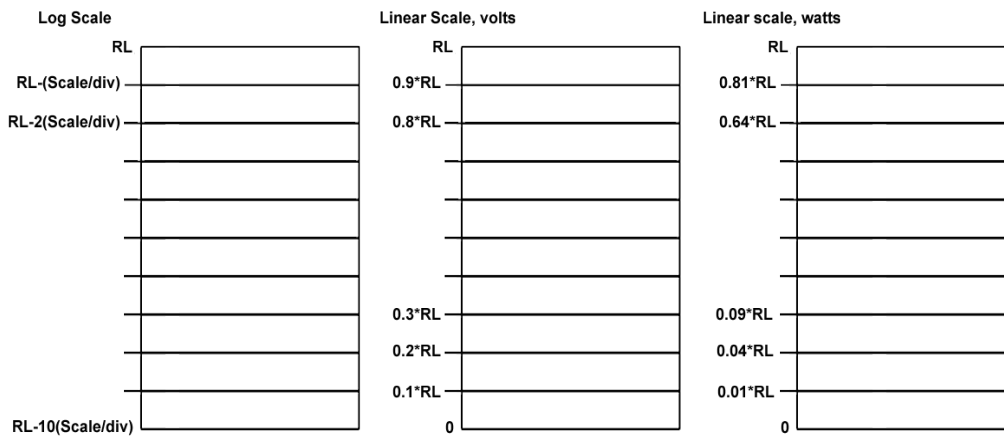 Log Scale
RL
RL-(Scale/div)
RL-2(Scale/div)
RL-10(Scale/div)
Linear Scale, volts
RL
0.9*RL
0.8*RL
0.3*RL
0.2*RL
0.1*RL
0
Linear scale, watts
RL
0.81*RL
0.64*RL
0.09*RL
0.04*RL
0.01*RL
0